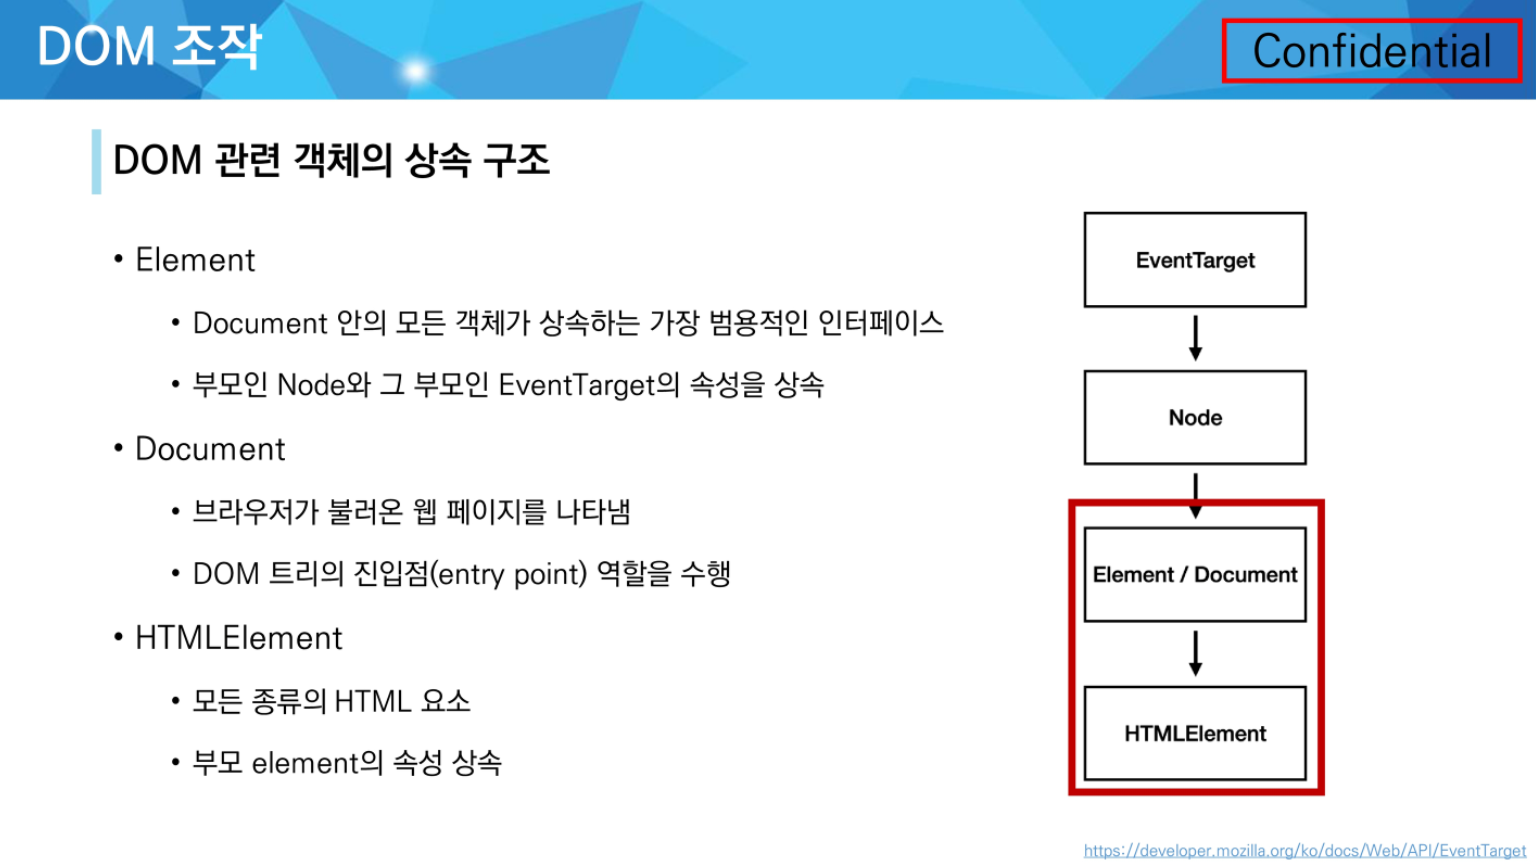 DOM 조작
Confidential
DOM 관련 객체의 상속 구조
• Element
• Document 안의 모든 객체가 상속하는 가장 범용적인 인터페이스
• 부모인 Node와 그 부모인 EventTarget의 속성을 상속
• Document
• 브라우저가 불러온 웹 페이지를 나타냄
• DOM 트리의 진입점(entry point) 역할을 수행
• HTMLElement
• 모든 종류의 HTML 요소
• 부모 element의 속성 상속
EventTarget
Node
Element / Document
HTMLElement
https://developer.mozilla.org/ko/docs/Web/API/EventTarget